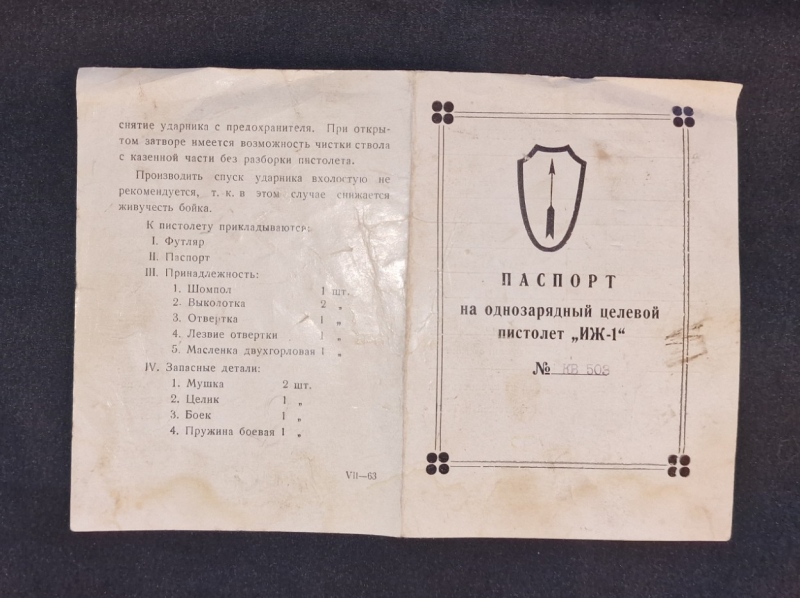 снятие ударника с предохранителя. При откры-
том затворе имеется возможность чистки ствола
с казенной части без разборки пистолета.
Производить спуск ударника вхолостую не
рекомендуется, т. к. в этом случае снижается
живучесть бойка.
К пистолету прикладываются:
I. Футляр
II. Паспорт
III. Принадлежность:
1. Шомпол 1 шт.
2. Выколотка 2 „
3. Отвертка 1 „
4. Лезвие отвертки 1 „
5. Масленка двухгорловая 1 „
IV. Запасные детали:
1. Мушка 2 шт.
2. Целик 1 „
3. Боек 1 „
4. Пружина боевая 1 „
VII—63
ПАСПОРТ
на однозарядный целевой
пистолет „ИЖ-1“
№ 503